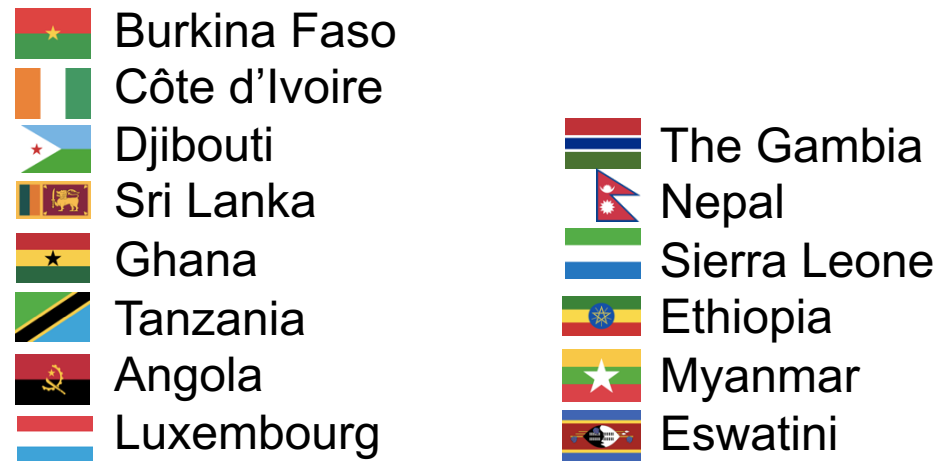 Burkina Faso
Côte d’Ivoire
Djibouti
Sri Lanka
Ghana
Tanzania
Angola
Luxembourg
The Gambia
Nepal
Sierra Leone
Ethiopia
Myanmar
Eswatini